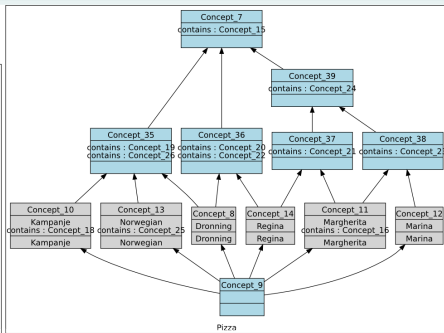 Concept_7
contains : Concept_15
Concept_39
contains : Concept_24
Concept_35
contains : Concept_19
contains : Concept_26
Concept_36
contains : Concept_20
contains : Concept_22
Concept_37
contains : Concept_21
Concept_38
contains :
Concept_10
Kampanje
contains : Concept_18
Kampanje
Concept_13
Norwegian
contains : Concept_25
Norwegian
Concept_8
Dronning
Dronning
Concept_14
Regina
Regina
Concept_11
Margherita
contains : Concept_16
Margherita
Concept_12
Marina
Marina
Concept_9
Pizza